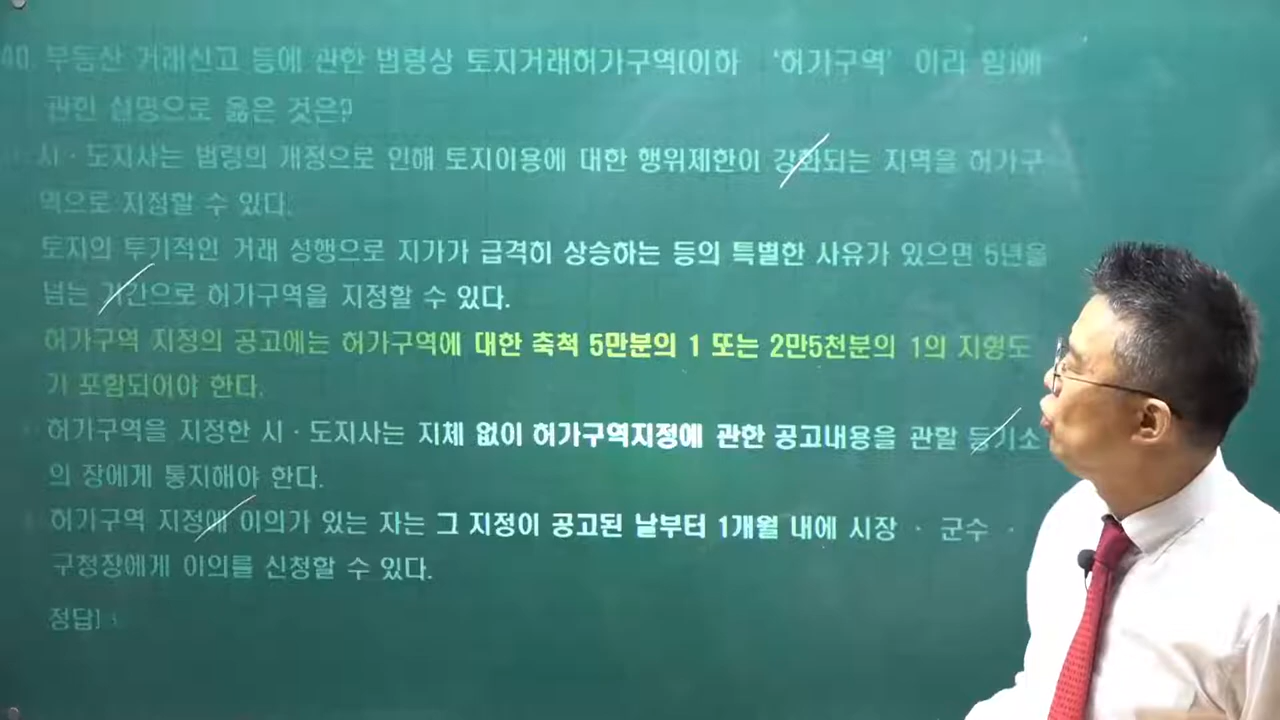 40. 부동산 거래신고 등에 관한 법령상 토지거래허가구역(이하 '허가구역' 이라 함)에
관한 설명으로 옳은 것은?
시·도지사는 법령의 개정으로 인해 토지이용에 대한 행위제한이 강화되는 지역을 허가구
역으로 지정할 수 있다.
토지의 투기적인 거래 성행으로 지가가 급격히 상승하는 등의 특별한 사유가 있으면 5년을
넘는 기간으로 허가구역을 지정할 수 있다.
허가구역 지정의 공고에는 허가구역에 대한 축척 5만분의 1 또는 2만5천분의 1의 지형도
가 포함되어야 한다.
허가구역을 지정한 시·도지사는 지체 없이 허가구역지정에 관한 공고내용을 관할 등기소
의 장에게 통지해야 한다.
허가구역 지정에 이의가 있는 자는 그 지정이 공고된 날부터 1개월 내에 시장 · 군수 ·
구청장에게 이의를 신청할 수 있다.
정답]